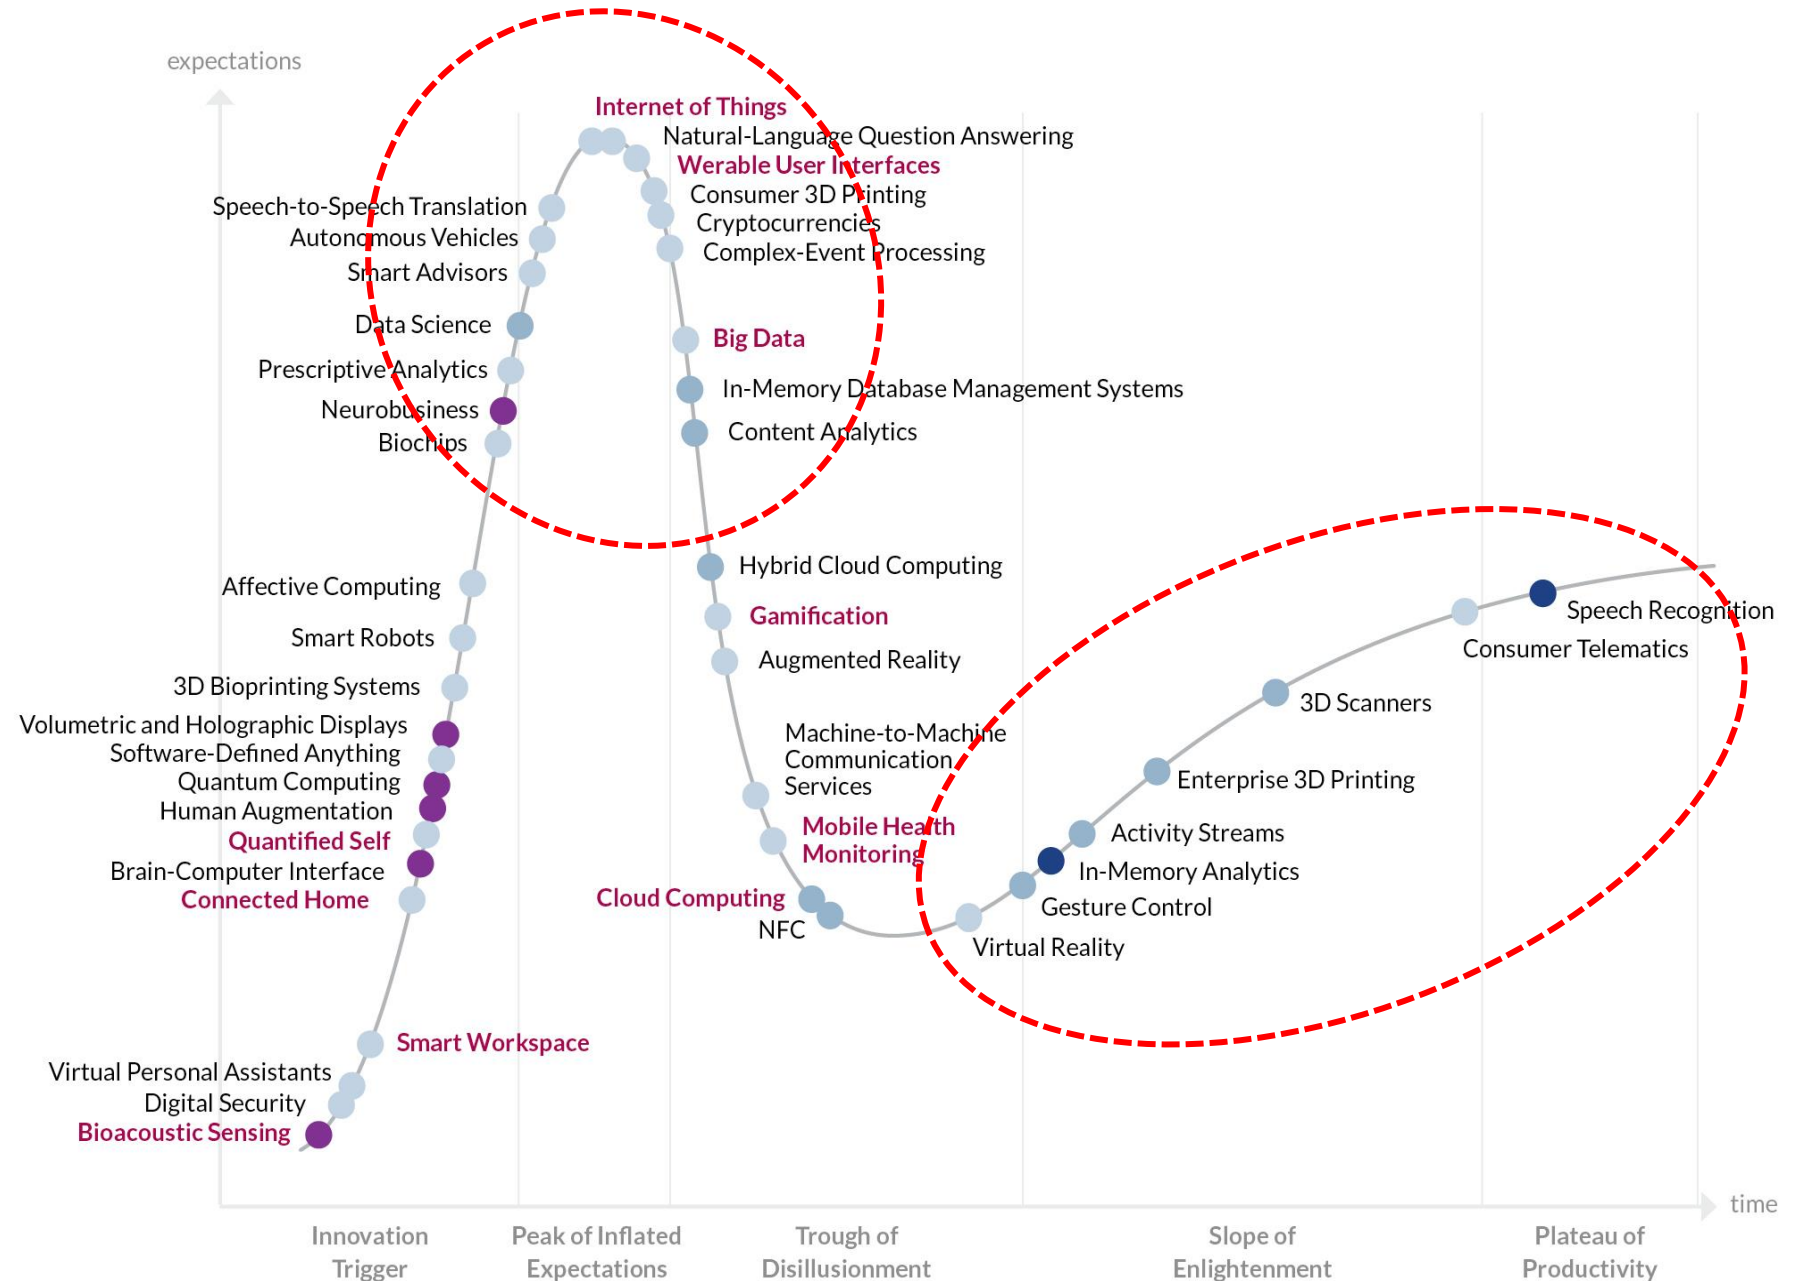 expectations
Internet of Things
Natural-Language Question Answering
Werable User Interfaces
Consumer 3D Printing
Cryptocurrencies
Complex-Event Processing
Speech-to-Speech Translation
Autonomous Vehicles
Smart Advisors
Data Science
Prescriptive Analytics
Neurobusiness
Biochips
Big Data
In-Memory Database Management Systems
Content Analytics
Hybrid Cloud Computing
Gamification
Augmented Reality
Machine-to-Machine
Communication
Services
Mobile Health
Monitoring
Cloud Computing
NFC
Affective Computing
Smart Robots
3D Bioprinting Systems
Volumetric and Holographic Displays
Software-Defined Anything
Quantum Computing
Human Augmentation
Quantified Self
Brain-Computer Interface
Connected Home
Smart Workspace
Virtual Personal Assistants
Digital Security
Bioacoustic Sensing
Speech Recognition
Consumer Telematics
3D Scanners
Enterprise 3D Printing
Activity Streams
In-Memory Analytics
Gesture Control
Virtual Reality
time
Innovation
Trigger
Peak of Inflated
Expectations
Trough of
Disillusionment
Slope of
Enlightenment
Plateau of
Productivity